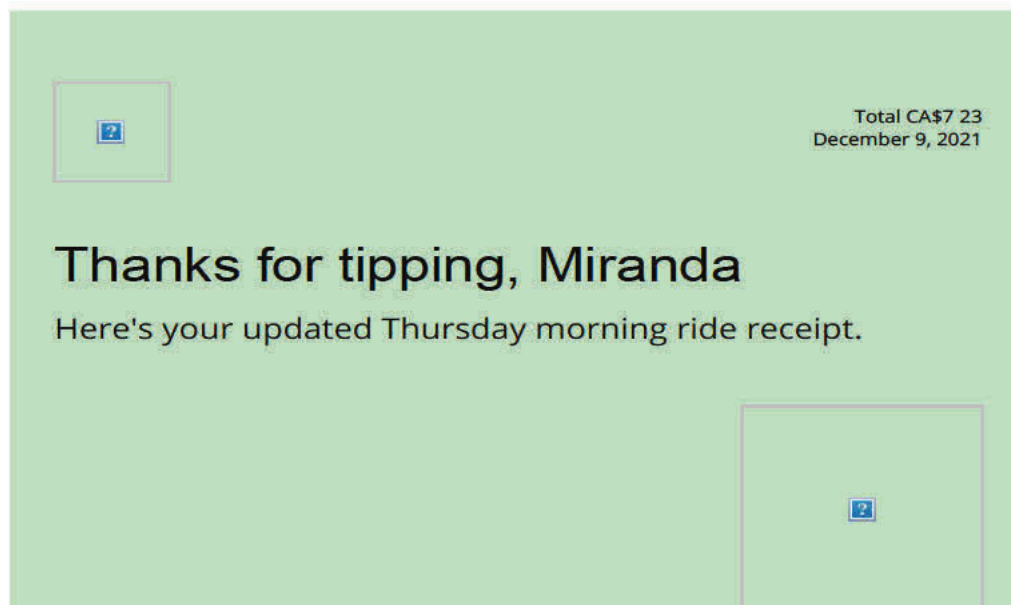 Total CA$7 23
December 9, 2021
Thanks for tipping, Miranda
Here's your updated Thursday morning ride receipt.